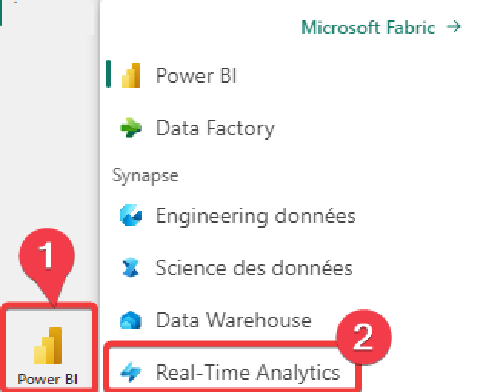 Microsoft Fabric →
Power BI
Data Factory
Synapse
Engineering données
Science des données
Data Warehouse
Real-Time Analytics
1
2
Power BI